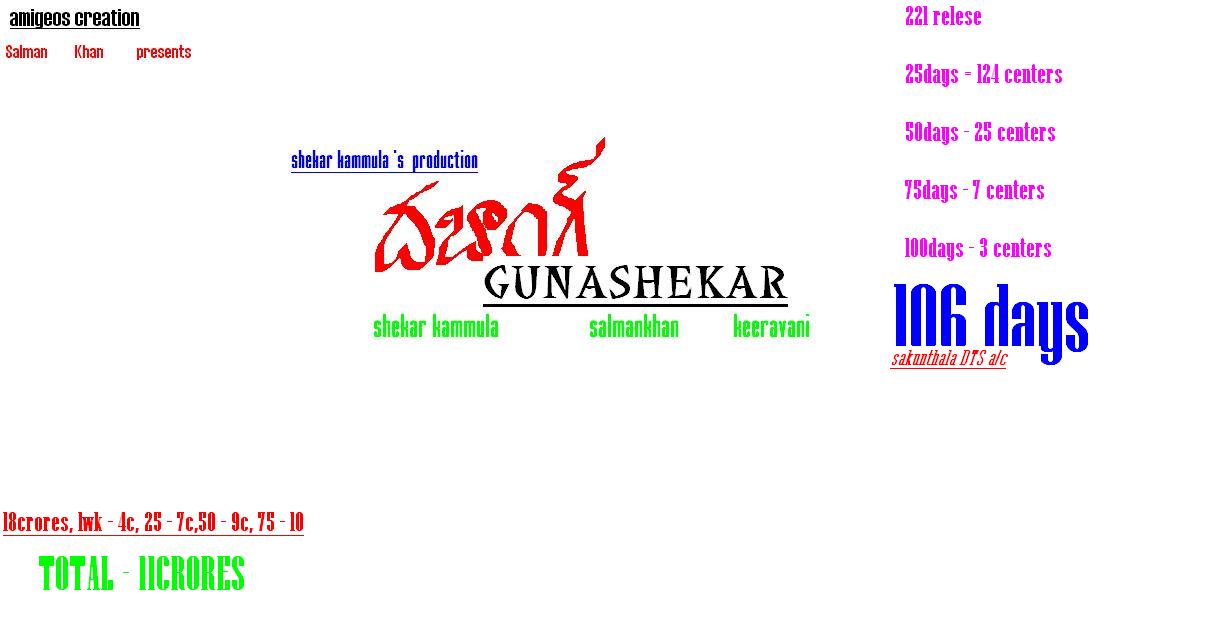 amigeos creation
Salman Khan presents
shekar kammula 's production
దబాంగ్
GUNASHEKAR
shekar kammula salmankhan keeravani
221 relese
25days = 124 centers
50days - 25 centers
75days - 7 centers
100days - 3 centers
106 days
sakunthala DTS a/c
18crores, 1wk - 4c, 25 - 7c,50 - 9c, 75 - 10
TOTAL - 11CRORES